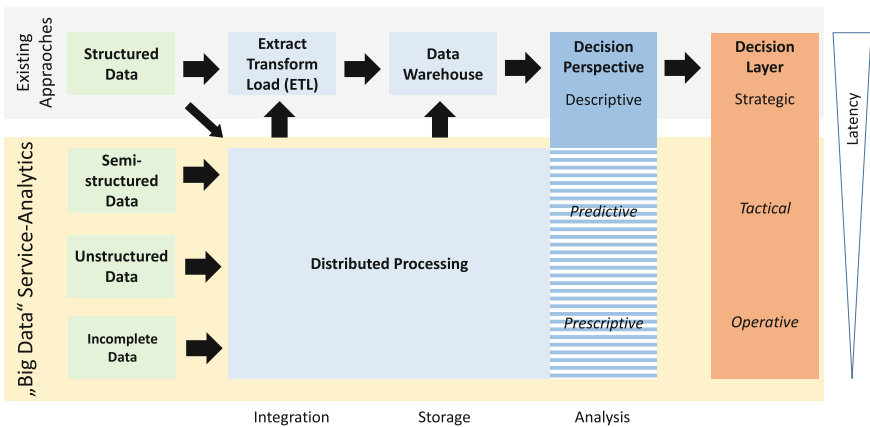 Existing
Appraoches
Structured
Data
Extract
Transform
Load (ETL)
Data
Warehouse
Decision
Perspective
Descriptive
Decision
Layer
Strategic
Latency
„Big Data“ Service-Analytics
Semi-
structured
Data
Unstructured
Data
Incomplete
Data
Distributed Processing
Predictive
Prescriptive
Tactical
Operative
Integration
Storage
Analysis